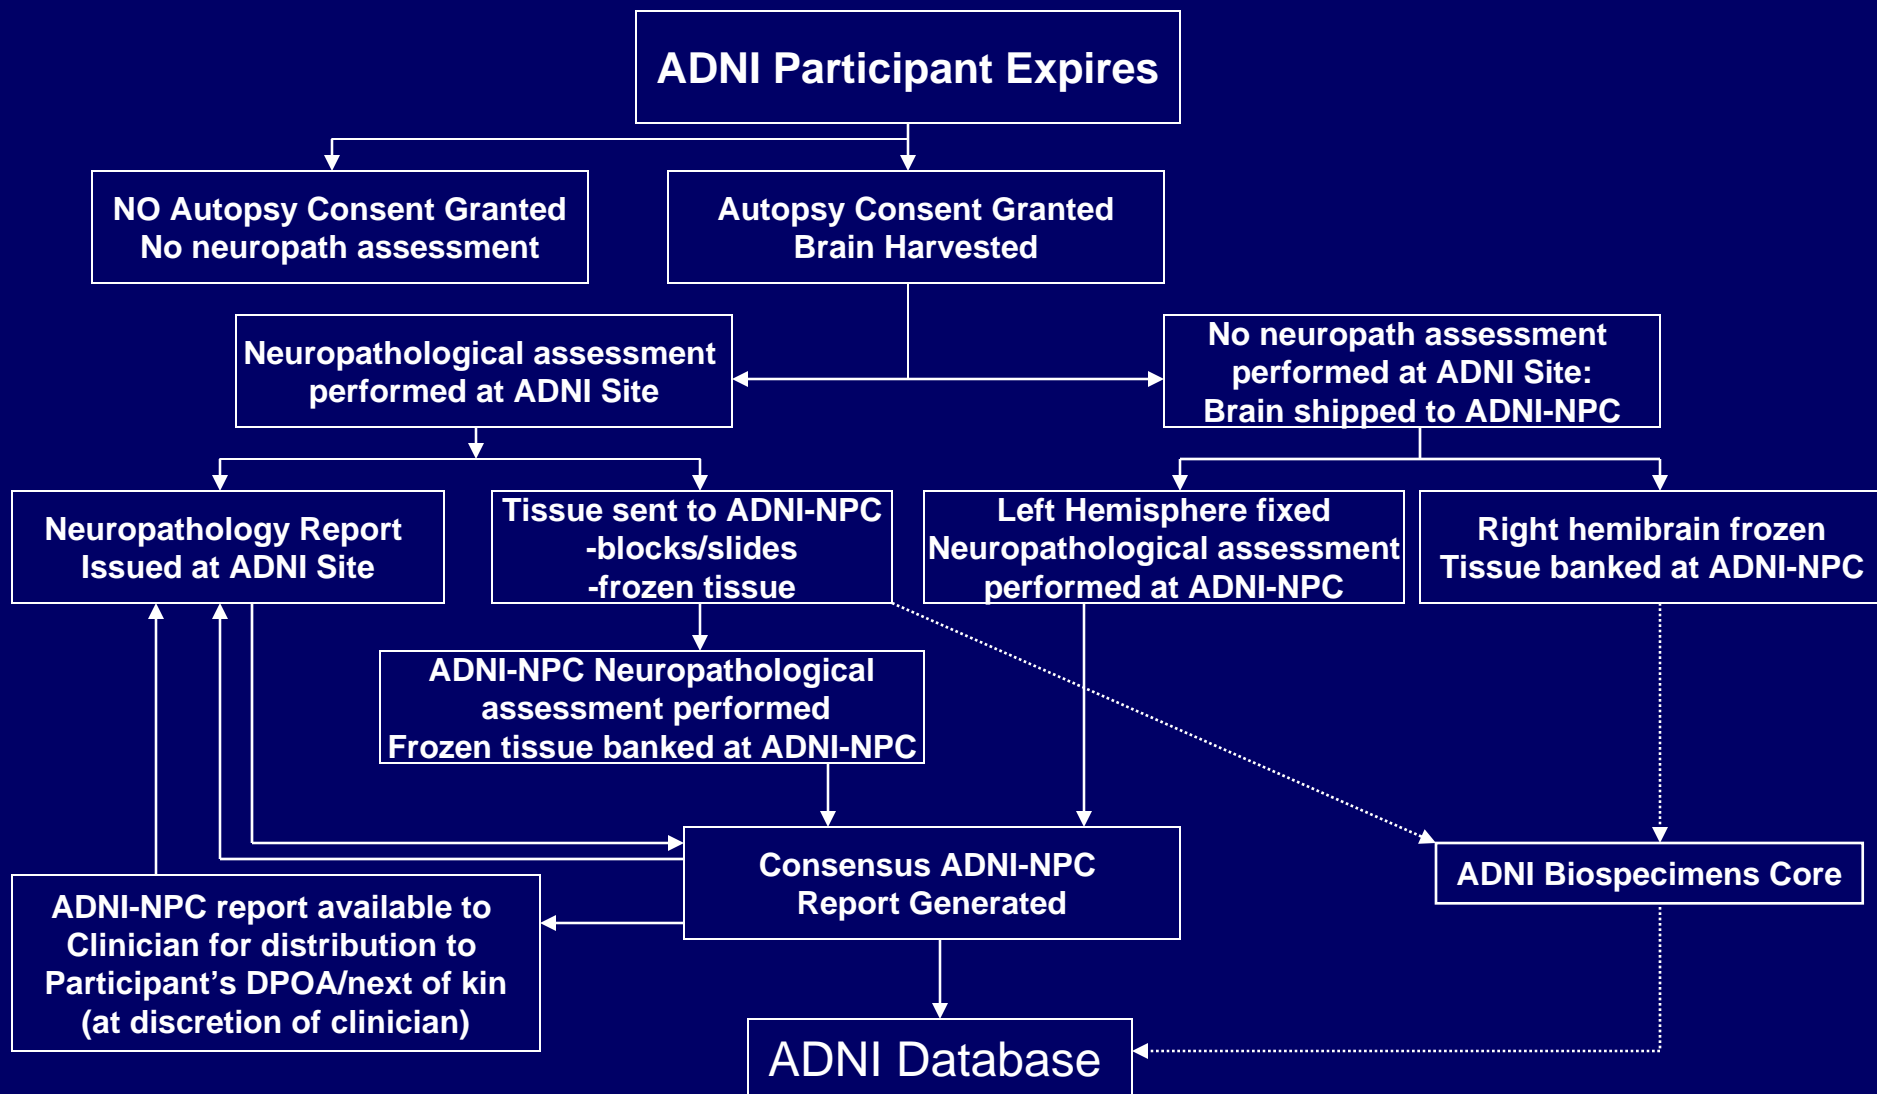 ADNI Participant Expires
NO Autopsy Consent Granted
No neuropath assessment
Autopsy Consent Granted
Brain Harvested
Neuropathological assessment
performed at ADNI Site
No neuropath assessment
performed at ADNI Site:
Brain shipped to ADNI-NPC
Neuropathology Report
Issued at ADNI Site
Tissue sent to ADNI-NPC
-blocks/slides
-frozen tissue
Left Hemisphere fixed
Neuropathological assessment
performed at ADNI-NPC
Right hemibrain frozen
Tissue banked at ADNI-NPC
ADNI-NPC Neuropathological
assessment performed
Frozen tissue banked at ADNI-NPC
Consensus ADNI-NPC
Report Generated
ADNI Biospecimens Core
ADNI-NPC report available to
Clinician for distribution to
Participant’s DPOA/next of kin
(at discretion of clinician)
ADNI Database